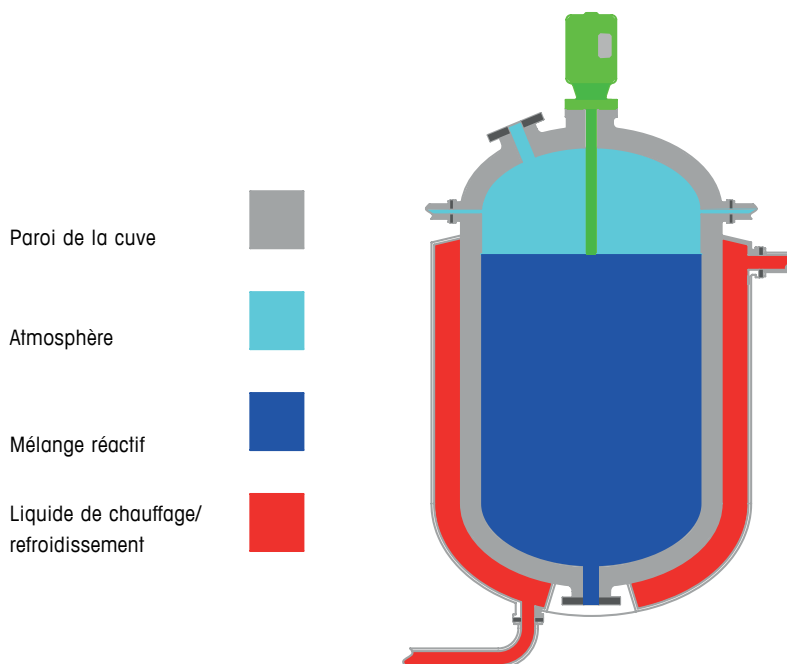 Paroi de la cuve
Atmosphère
Mélange réactif
Liquide de chauffage/
refroidissement